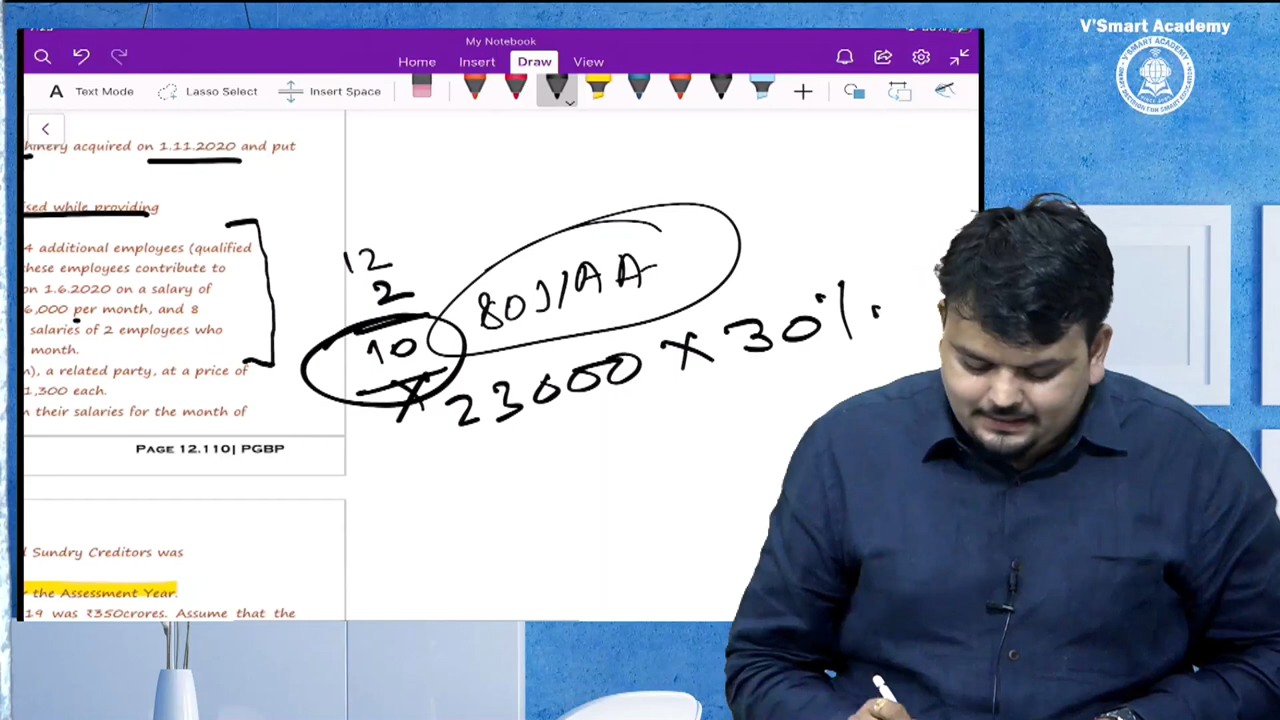 V'Smart Academy
My Notebook
Home Insert Draw View
A Text Mode Lasso Select Insert Space
hinery acquired on 1.11.2020 and put
sed while providing
4 additional employees (qualified
hese employees contribute to
on 1.6.2020 on a salary of
6,000 per month, and 8
salaries of 2 employees who
month.
), a related party, at a price of
1,300 each.
their salaries for the month of
PAGE 12.110| PGBP
12
2
10
80JJAA
X 23000 X 30%.
d Sundry Creditors was
the Assessment Year.
19 was ₹350crores. Assume that the
V'SMART ACADEMY